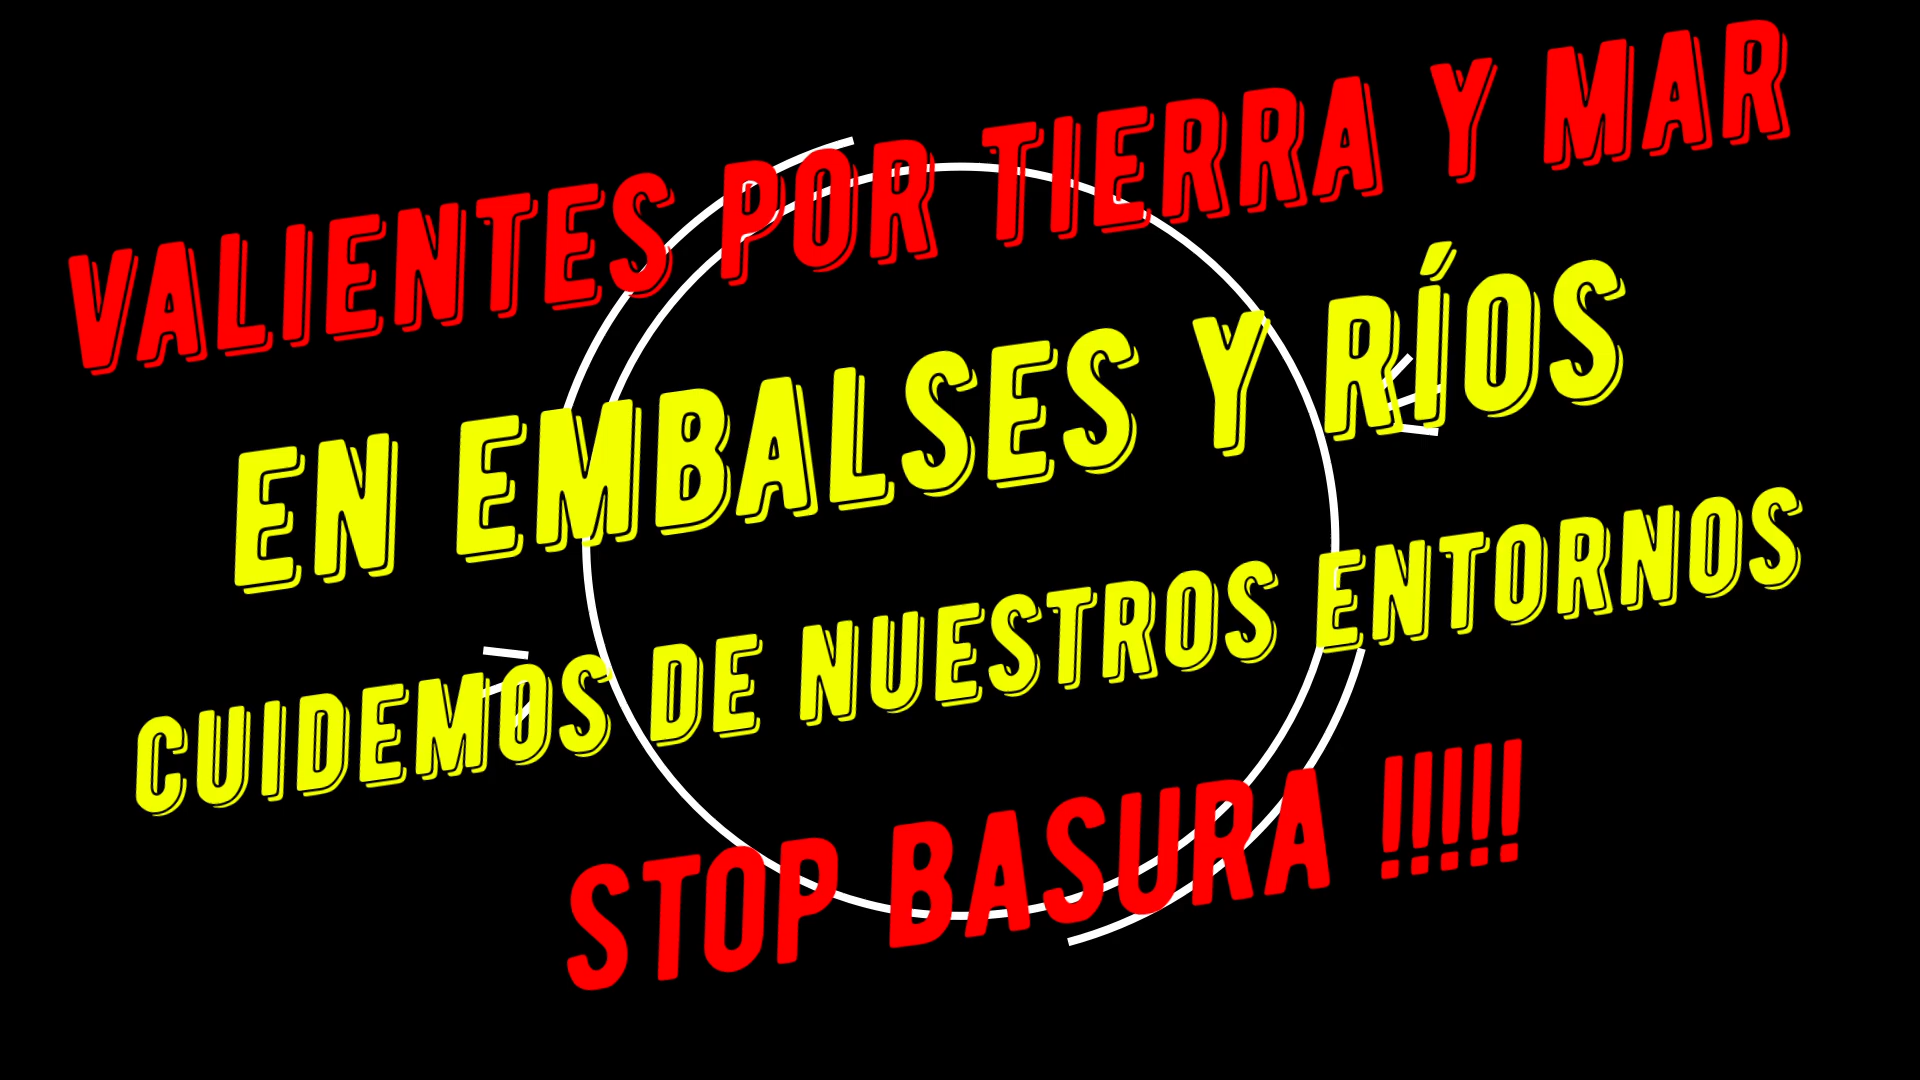 VALIENTES POR TIERRA Y MAR
EN EMBALSES Y RÍOS
CUIDEMOS DE NUESTROS ENTORNOS
STOP BASURA !!!!!